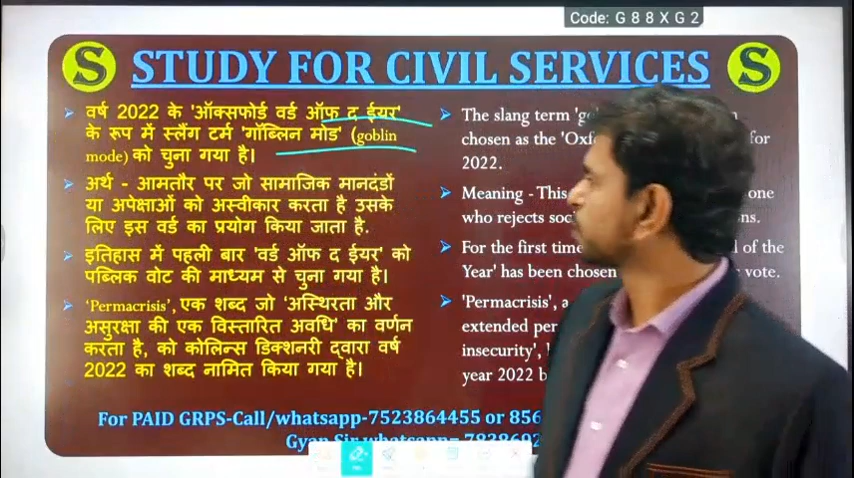 Code: G 8 8 X G 2
S STUDY FOR CIVIL SERVICES S
वर्ष 2022 के 'ऑक्सफोर्ड वर्ड ऑफ द ईयर'
के रूप में स्लैंग टर्म 'गॉब्लिन मोड' (goblin
mode) को चुना गया है।
अर्थ - आमतौर पर जो सामाजिक मानदंडों
या अपेक्षाओं को अस्वीकार करता है उसके
लिए इस वर्ड का प्रयोग किया जाता है.
इतिहास में पहली बार 'वर्ड ऑफ द ईयर' को
पब्लिक वोट की माध्यम से चुना गया है।
'Permacrisis', एक शब्द जो 'अस्थिरता और
असुरक्षा की एक विस्तारित अवधि' का वर्णन
करता है, को कोलिन्स डिक्शनरी द्वारा वर्ष
2022 का शब्द नामित किया गया है।
The slang term
chosen as the for
2022.
Meaning - This one
who rejects
For the first time of the
Year' has been chosen vote.
'Permacrisis', a
extended
insecurity',
year 2022
For PAID GRPS-Call/whatsapp-7523864455 or
Gyan Sir whatsapp=